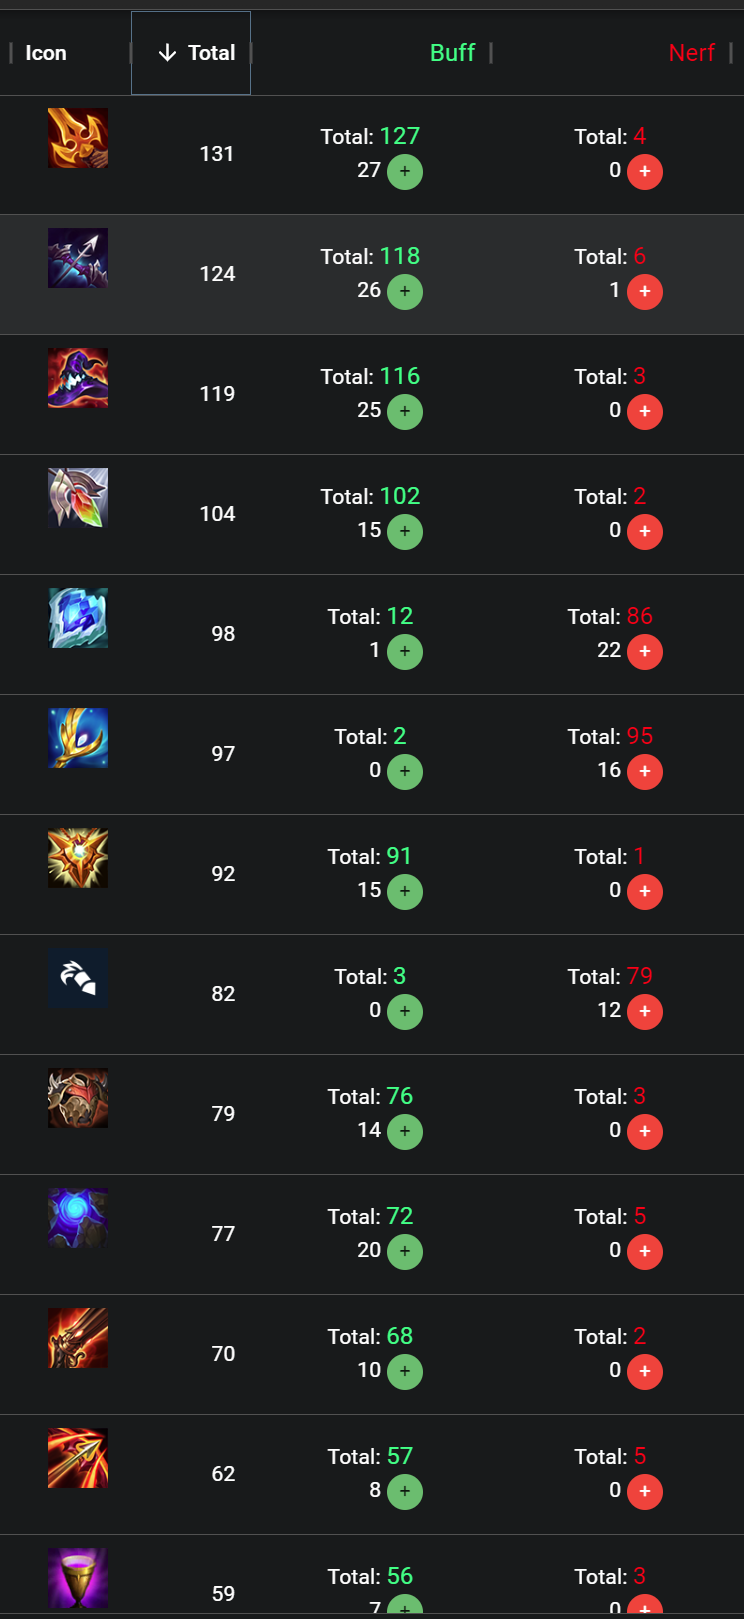 Icon ↓ Total Buff Nerf
Total: 127 Total: 4
131 27 + 0 +
Total: 118 Total: 6
124 26 + 1 +
Total: 116 Total: 3
119 25 + 0 +
Total: 102 Total: 2
104 15 + 0 +
Total: 12 Total: 86
98 1 + 22 +
Total: 2 Total: 95
97 0 + 16 +
Total: 91 Total: 1
92 15 + 0 +
Total: 3 Total: 79
82 0 + 12 +
Total: 76 Total: 3
79 14 + 0 +
Total: 72 Total: 5
77 20 + 0 +
Total: 68 Total: 2
70 10 + 0 +
Total: 57 Total: 5
62 8 + 0 +
Total: 56 Total: 3
59 7 + 0 +